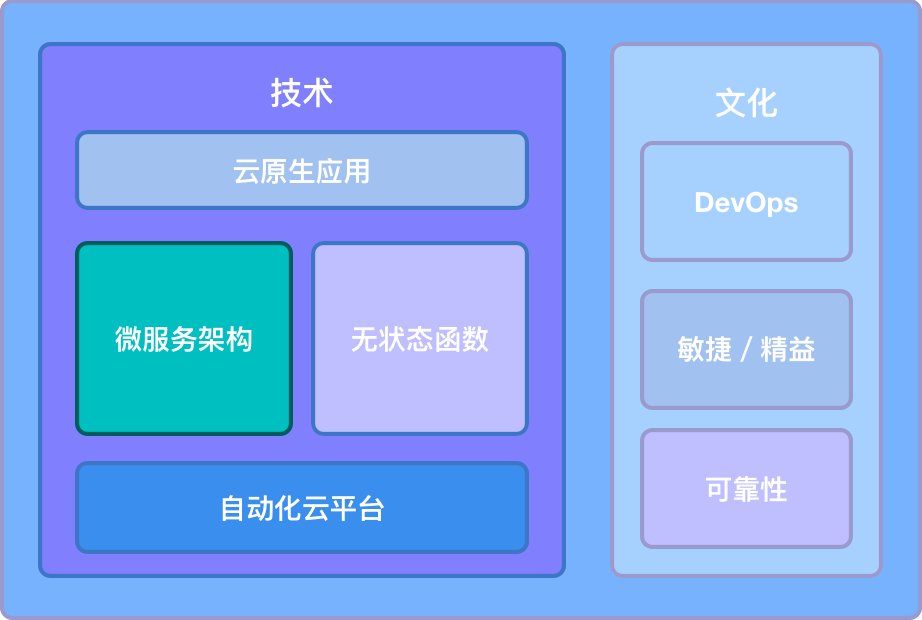 技术
云原生应用
微服务架构
无状态函数
自动化云平台
文化
DevOps
敏捷 / 精益
可靠性